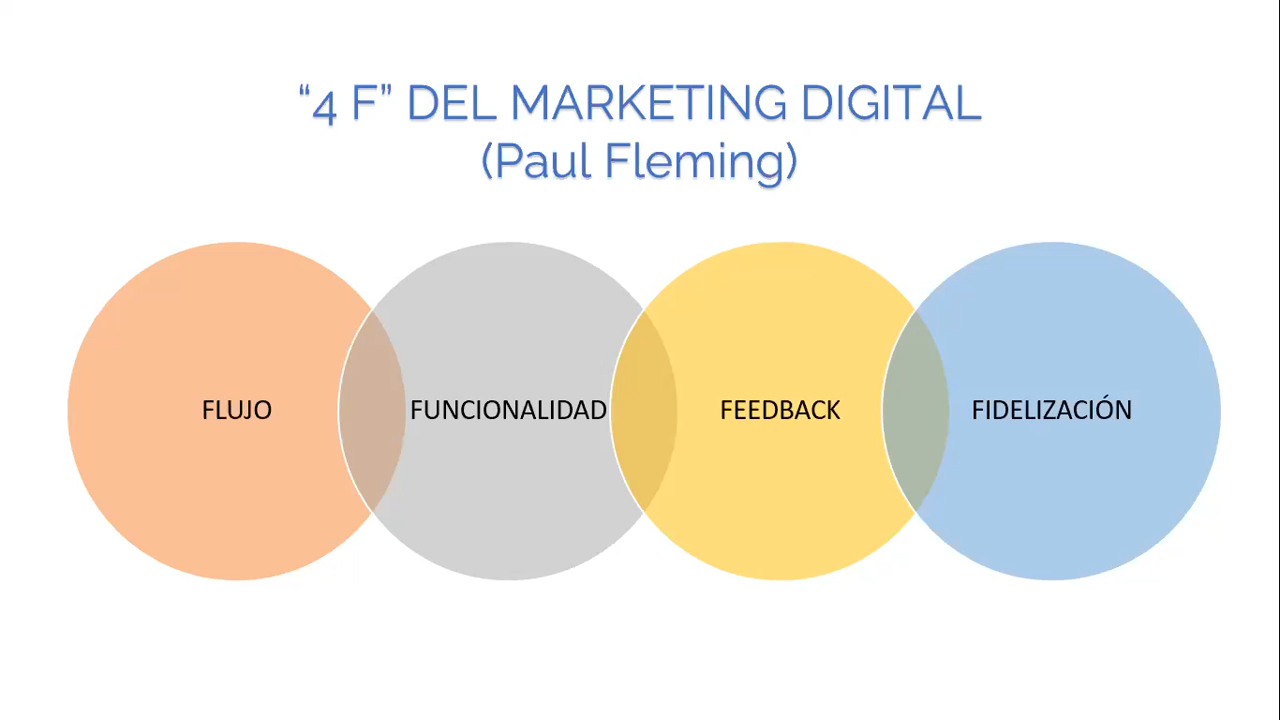 “4 F” DEL MARKETING DIGITAL
(Paul Fleming)
FLUJO
FUNCIONALIDAD
FEEDBACK
FIDELIZACIÓN